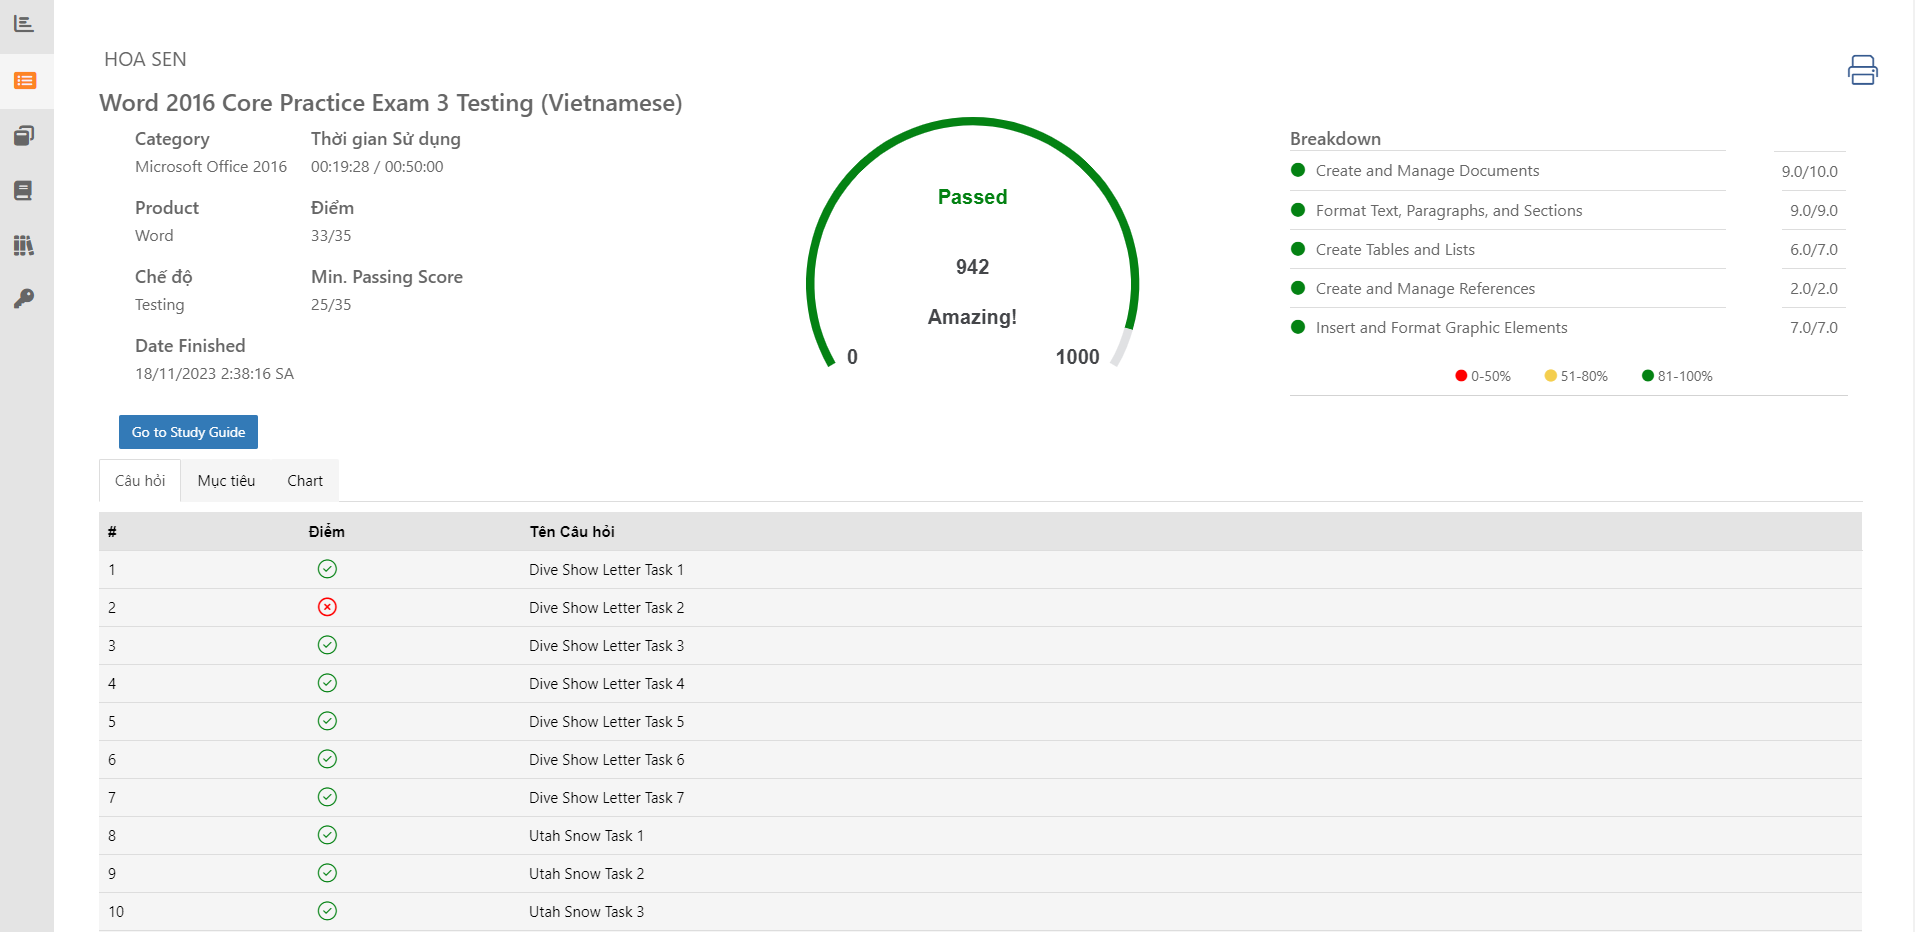 HOA SEN
Word 2016 Core Practice Exam 3 Testing (Vietnamese)
Category
Thời gian Sử dụng
Microsoft Office 2016
00:19:28 / 00:50:00
Product
Điểm
Word
33/35
Chế độ
Min. Passing Score
Testing
25/35
Date Finished
18/11/2023 2:38:16 SA
Go to Study Guide
Passed
942
Amazing!
0
1000
Breakdown
Create and Manage Documents 9.0/10.0
Format Text, Paragraphs, and Sections 9.0/9.0
Create Tables and Lists 6.0/7.0
Create and Manage References 2.0/2.0
Insert and Format Graphic Elements 7.0/7.0
0-50% 51-80% 81-100%
Câu hỏi Mục tiêu Chart
# Điểm Tên Câu hỏi
1 Dive Show Letter Task 1
2 Dive Show Letter Task 2
3 Dive Show Letter Task 3
4 Dive Show Letter Task 4
5 Dive Show Letter Task 5
6 Dive Show Letter Task 6
7 Dive Show Letter Task 7
8 Utah Snow Task 1
9 Utah Snow Task 2
10 Utah Snow Task 3